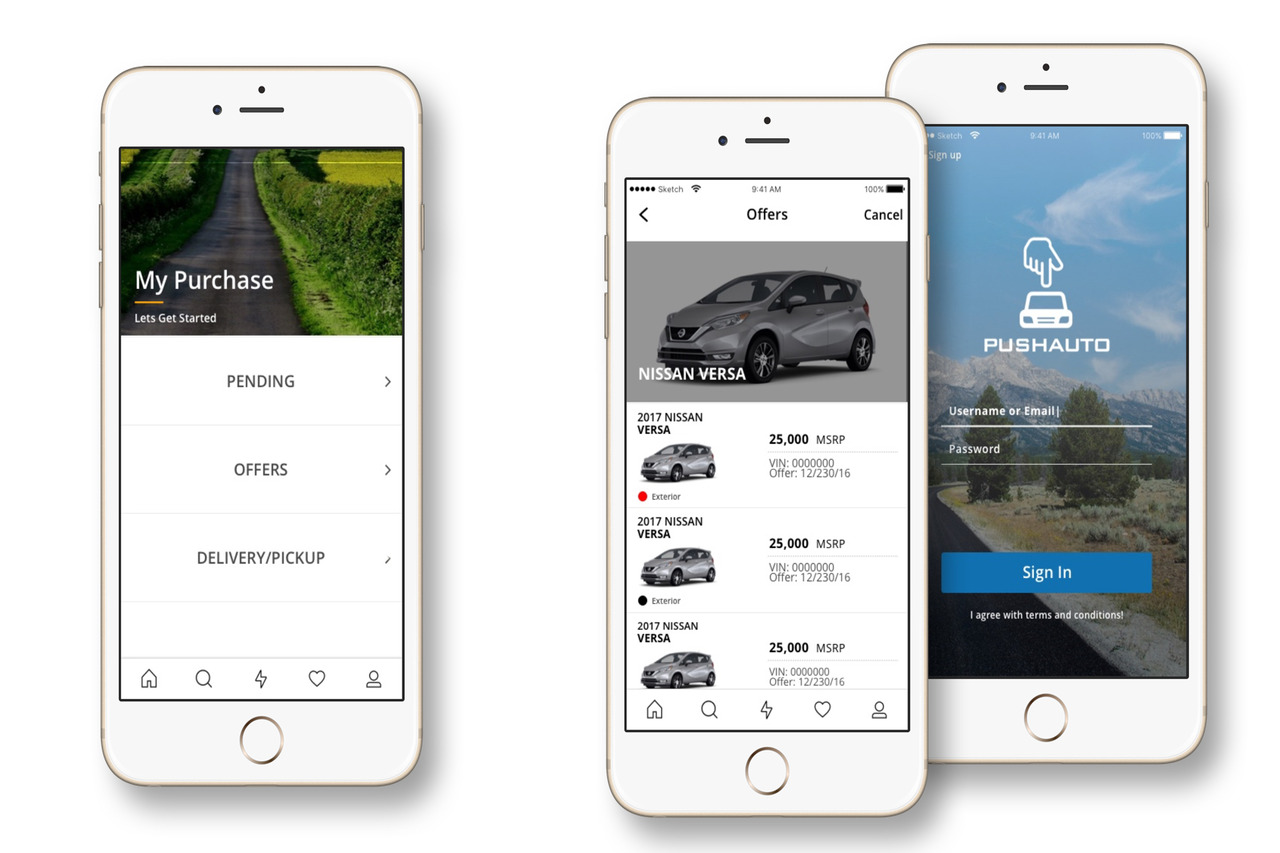 My Purchase
Lets Get Started
PENDING
OFFERS
DELIVERY/PICKUP
Sketch 9:41 AM 100%
Offers Cancel
NISSAN VERSA
2017 NISSAN
VERSA
25,000 MSRP
VIN: 0000000
Offer: 12/230/16
Exterior
2017 NISSAN
VERSA
25,000 MSRP
VIN: 0000000
Offer: 12/230/16
Exterior
2017 NISSAN
VERSA
25,000 MSRP
VIN: 0000000
Offer: 12/230/16
Sketch 9:41 AM 100%
Sign up
PUSHAUTO
Username or Email|
Password
Sign In
I agree with terms and conditions!